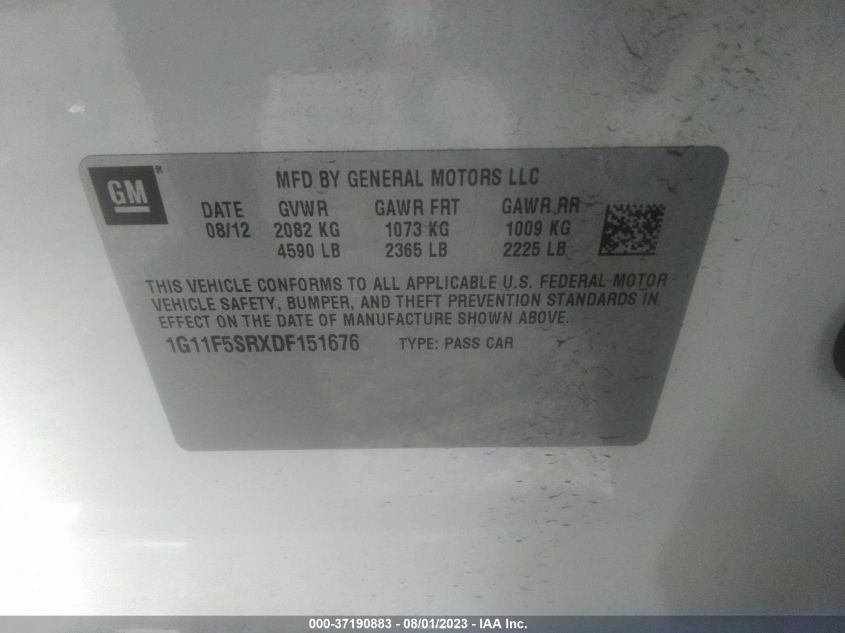 GM ®
MFD BY GENERAL MOTORS LLC
DATE GVWR GAWR FRT GAWR RR
08/12 2082 KG 1073 KG 1009 KG
4590 LB 2365 LB 2225 LB
THIS VEHICLE CONFORMS TO ALL APPLICABLE U.S. FEDERAL MOTOR
VEHICLE SAFETY, BUMPER, AND THEFT PREVENTION STANDARDS IN
EFFECT ON THE DATE OF MANUFACTURE SHOWN ABOVE.
1G11F5SRXDF151676 TYPE: PASS CAR
000-37190883 - 08/01/2023 - IAA Inc.